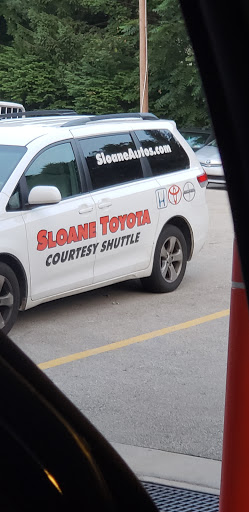 SloaneAutos.com
SLOANE TOYOTA
COURTESY SHUTTLE